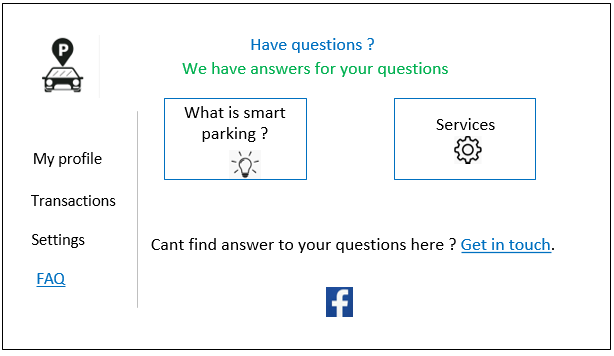 P
Have questions ?
We have answers for your questions
What is smart
parking ?
Services
My profile
Transactions
Settings
FAQ
Cant find answer to your questions here ? Get in touch.
f